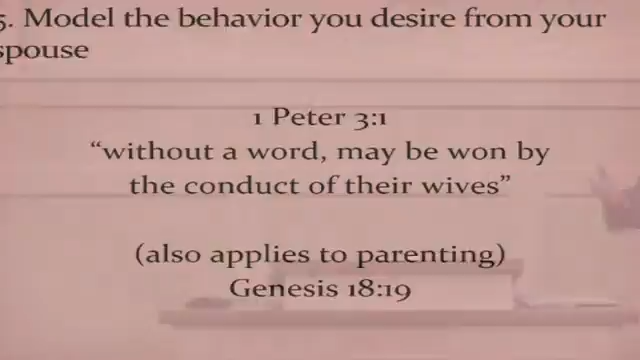 5. Model the behavior you desire from your
spouse
1 Peter 3:1
“without a word, may be won by
the conduct of their wives”
(also applies to parenting)
Genesis 18:19